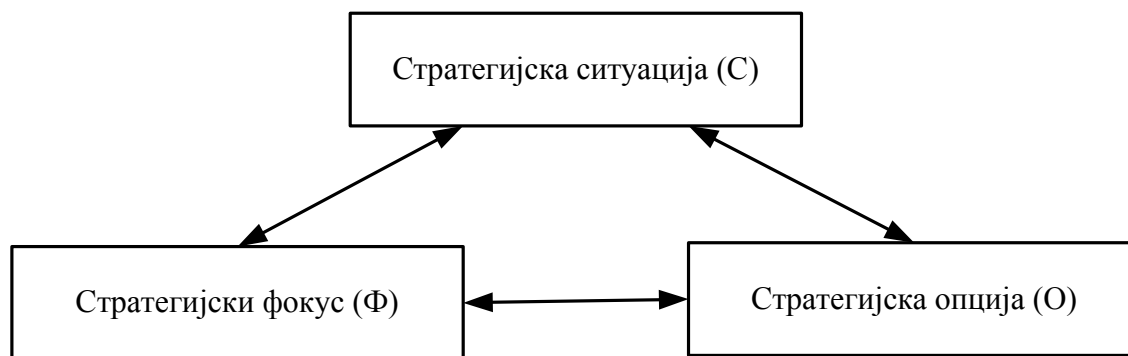 Стратегијска ситуација (С)
Стратегијски фокус (Ф)
Стратегијска опција (О)